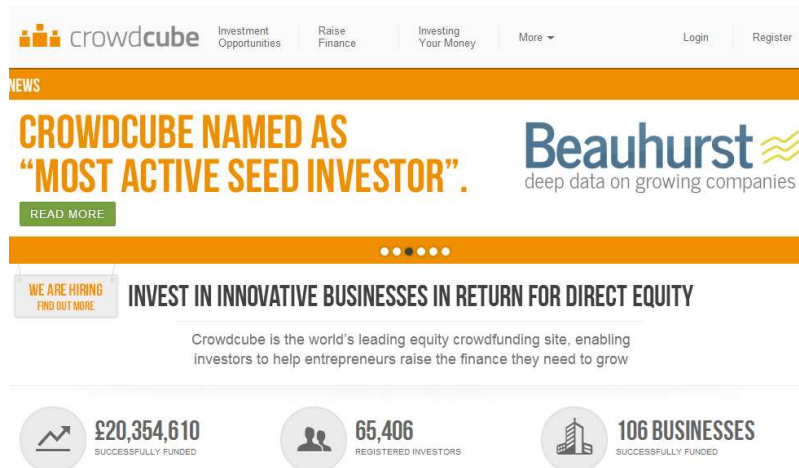 crowdcube
Investment
Opportunities
Raise
Finance
Investing
Your Money
More
Login
Register
NEWS
CROWDCUBE NAMED AS
“MOST ACTIVE SEED INVESTOR”.
READ MORE
Beauhurst
deep data on growing companies
WE ARE HIRING
FIND OUT MORE
INVEST IN INNOVATIVE BUSINESSES IN RETURN FOR DIRECT EQUITY
Crowdcube is the world's leading equity crowdfunding site, enabling
investors to help entrepreneurs raise the finance they need to grow
£20,354,610
SUCCESSFULLY FUNDED
65,406
REGISTERED INVESTORS
106 BUSINESSES
SUCCESSFULLY FUNDED